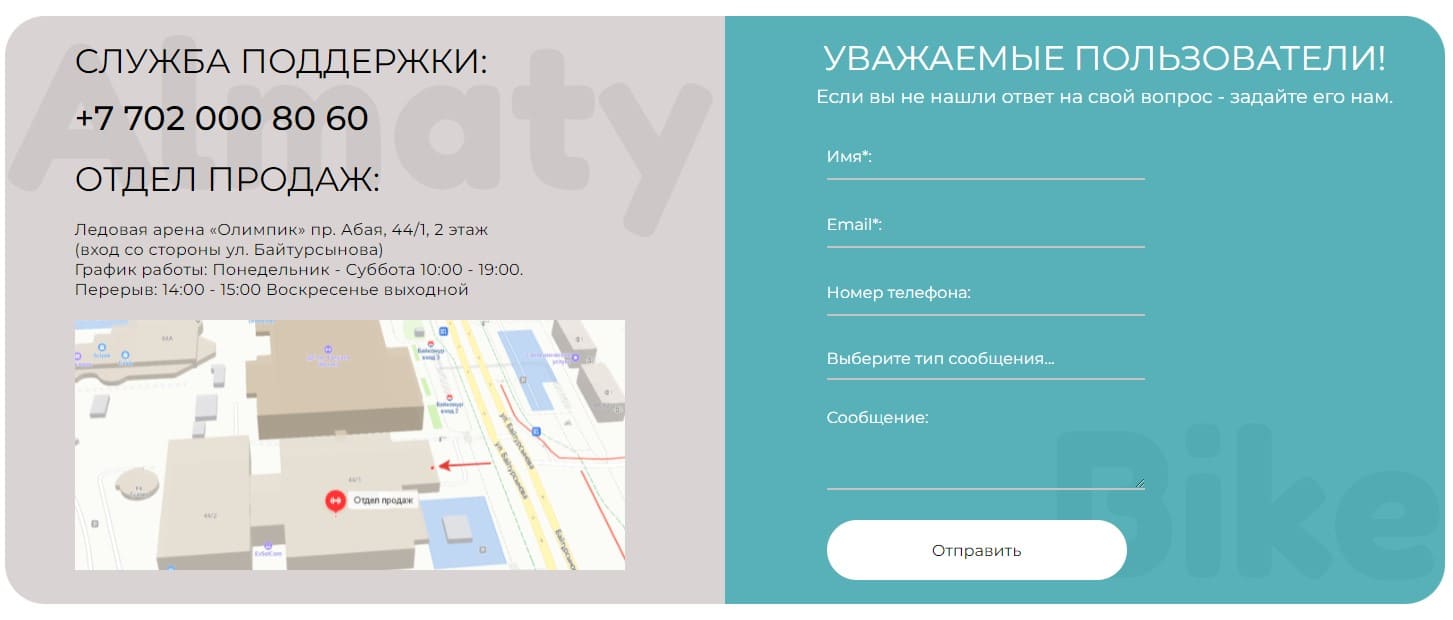 Almaty
СЛУЖБА ПОДДЕРЖКИ:
+7 702 000 80 60
ОТДЕЛ ПРОДАЖ:
Ледовая арена «Олимпик» пр. Абая, 44/1, 2 этаж
(вход со стороны ул. Байтурсынова)
График работы: Понедельник - Суббота 10:00 - 19:00.
Перерыв: 14:00 - 15:00 Воскресенье выходной
44А
Байконур
вход 3
Байконур
вход 2
ул. Байтурсынова
ул. Байтурсынова
44/1
Отдел продаж
44/2
УВАЖАЕМЫЕ ПОЛЬЗОВАТЕЛИ!
Если вы не нашли ответ на свой вопрос - задайте его нам.
Имя*:
Email*:
Номер телефона:
Выберите тип сообщения...
Сообщение:
Отправить
Bike